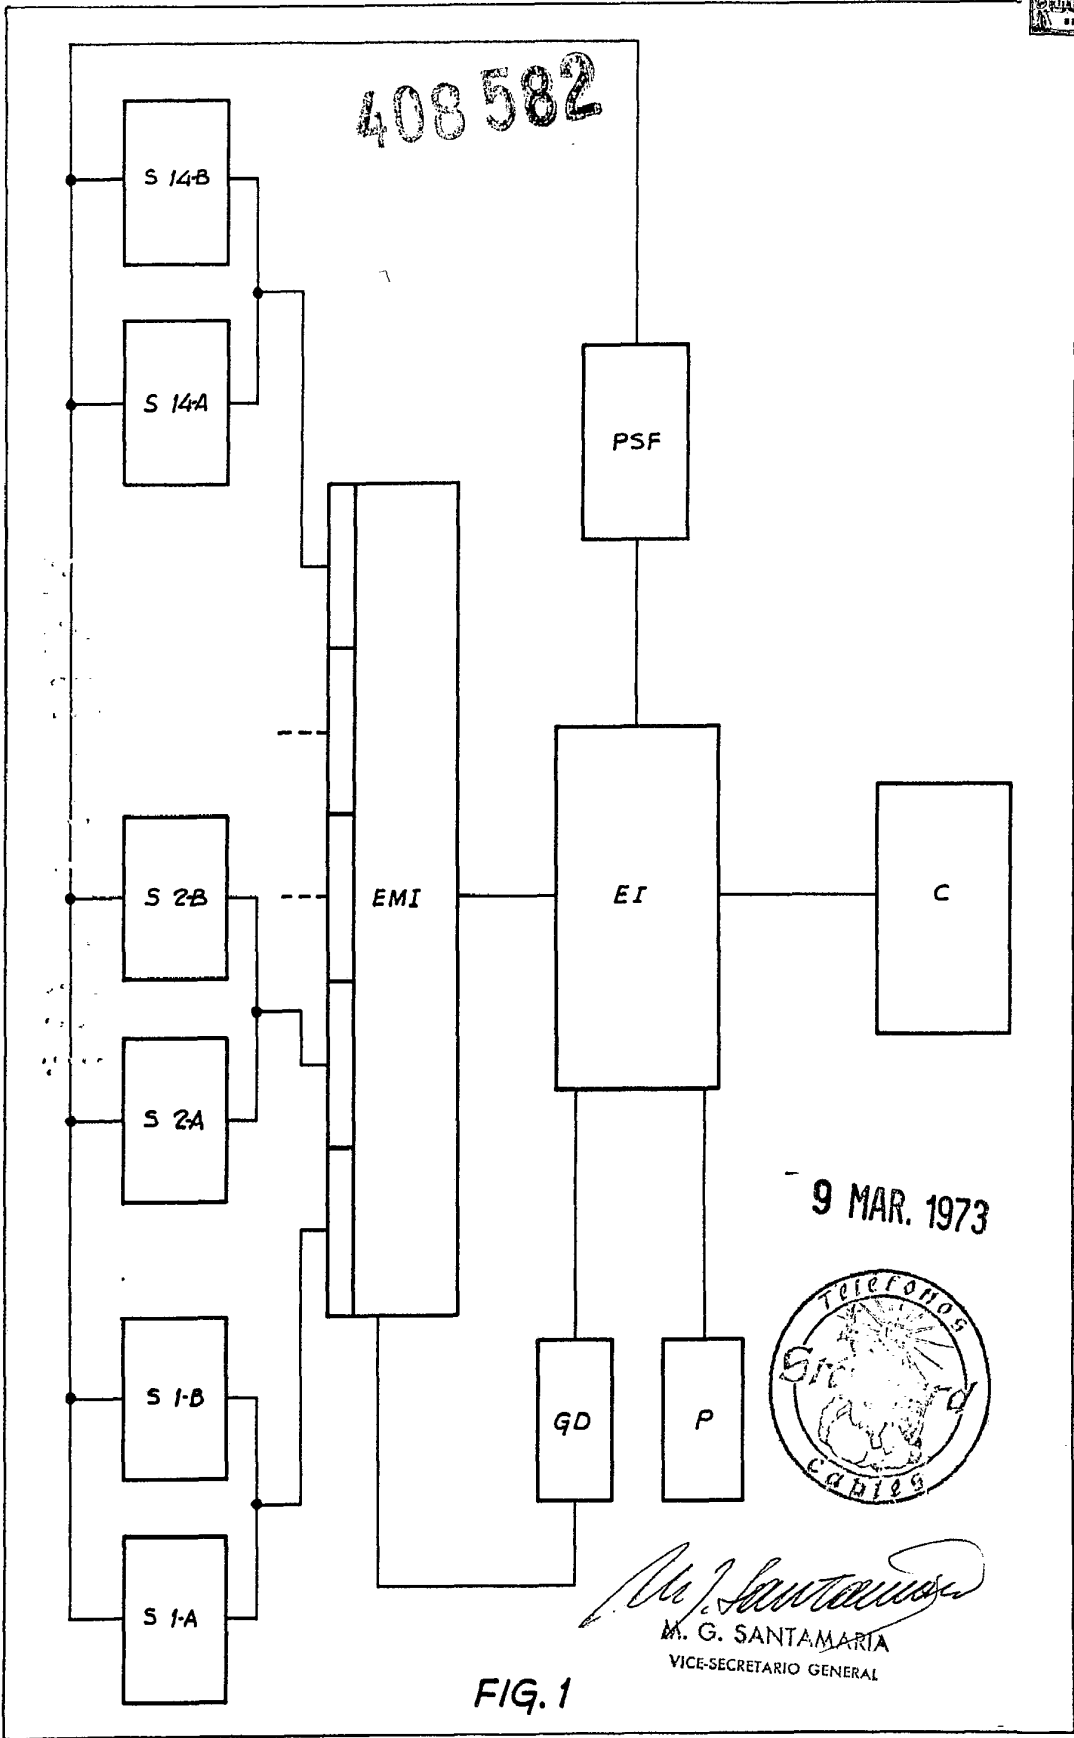 408582
S 14-B
S 14-A
PSF
S 2-B
EMI
EI
C
S 2-A
9 MAR. 1973
Teléfonos
Cables
S 1-B
GD
P
S 1-A
M. G. SANTAMARIA
VICE-SECRETARIO GENERAL
FIG. 1